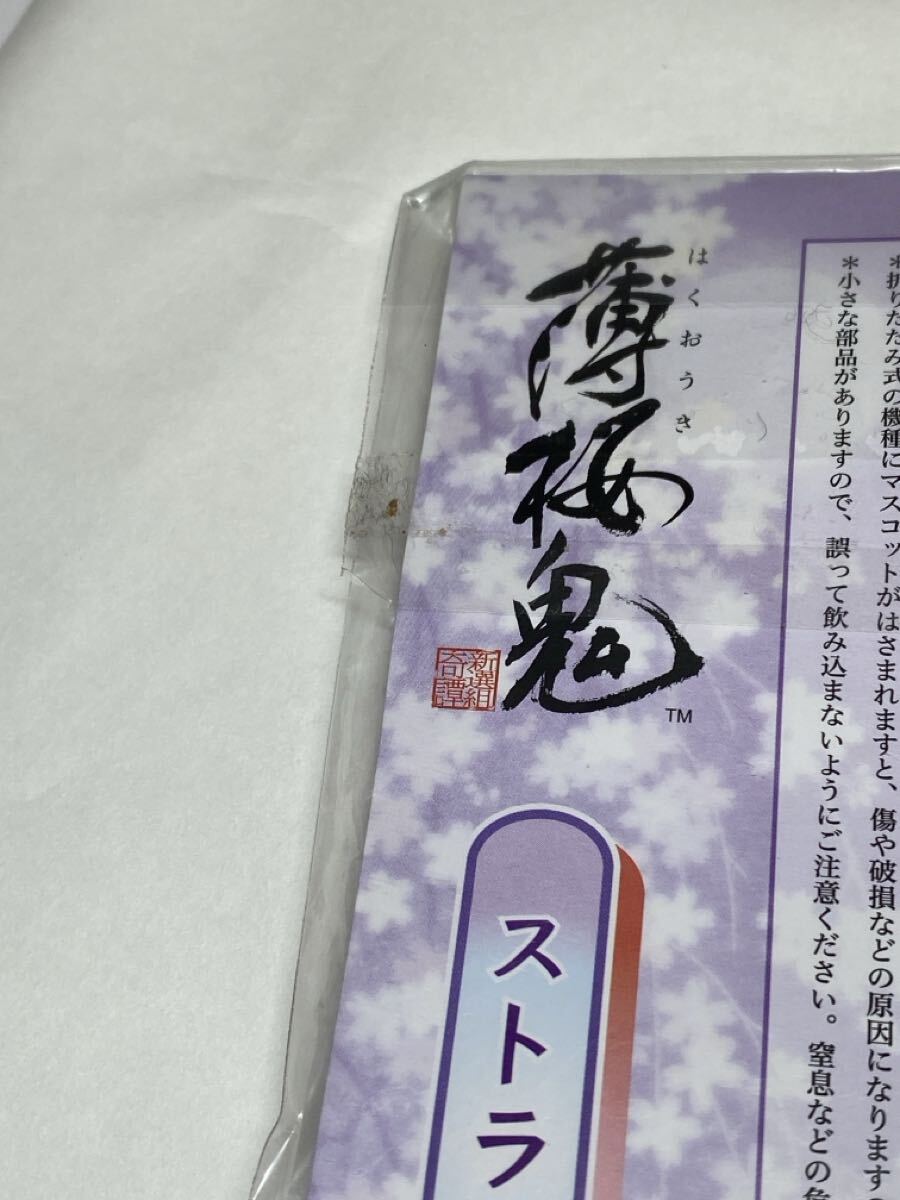 ＊折りたたみ式の機種にマスコットがはさまれますと、傷や破損などの原因になります
＊小さな部品がありますので、誤って飲み込まないようにご注意ください。窒息などの危
はくおうき
薄桜鬼
TM
新選組
奇譚
ストラ